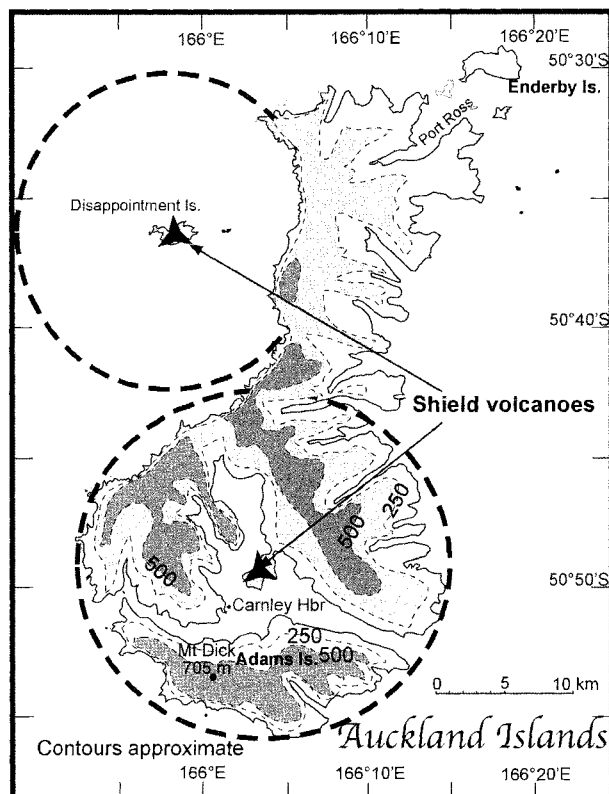 166°E 166°10'E 166°20'E
50°30'S
Enderby Is.
Port Ross
Disappointment Is.
50°40'S
Shield volcanoes
250
500
500
50°50'S
Carnley Hbr
250
Mt Dick
705 m
Adams Is.
500
0 5 10 km
Contours approximate
Auckland Islands
166°E 166°10'E 166°20'E